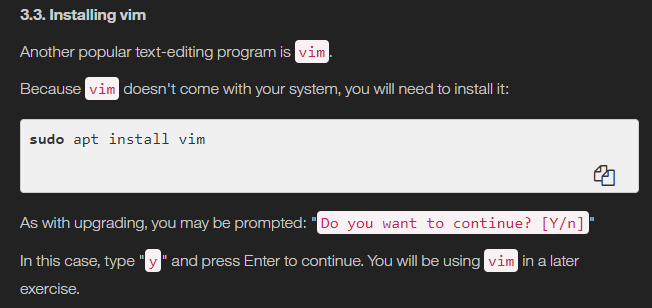 3.3. Installing vim
Another popular text-editing program is vim.
Because vim doesn't come with your system, you will need to install it:
sudo apt install vim
As with upgrading, you may be prompted: "Do you want to continue? [Y/n]"
In this case, type "y" and press Enter to continue. You will be using vim in a later
exercise.